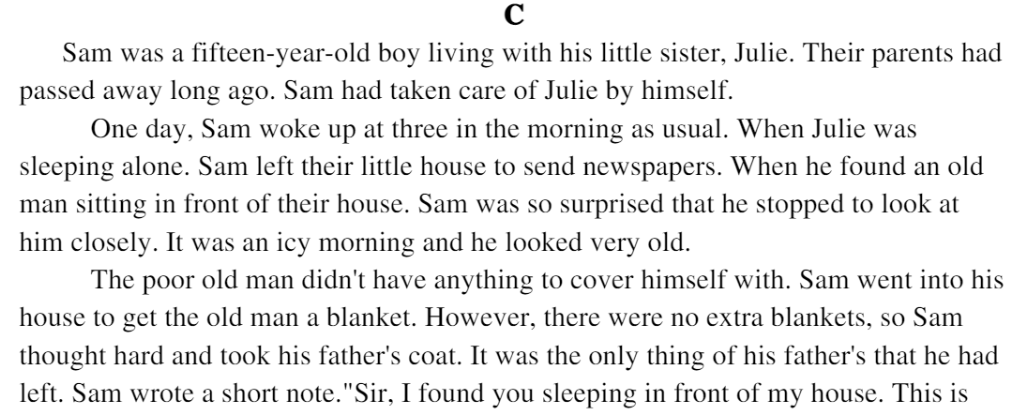 C
Sam was a fifteen-year-old boy living with his little sister, Julie. Their parents had
passed away long ago. Sam had taken care of Julie by himself.
One day, Sam woke up at three in the morning as usual. When Julie was
sleeping alone. Sam left their little house to send newspapers. When he found an old
man sitting in front of their house. Sam was so surprised that he stopped to look at
him closely. It was an icy morning and he looked very old.
The poor old man didn't have anything to cover himself with. Sam went into his
house to get the old man a blanket. However, there were no extra blankets, so Sam
thought hard and took his father's coat. It was the only thing of his father's that he had
left. Sam wrote a short note."Sir, I found you sleeping in front of my house. This is